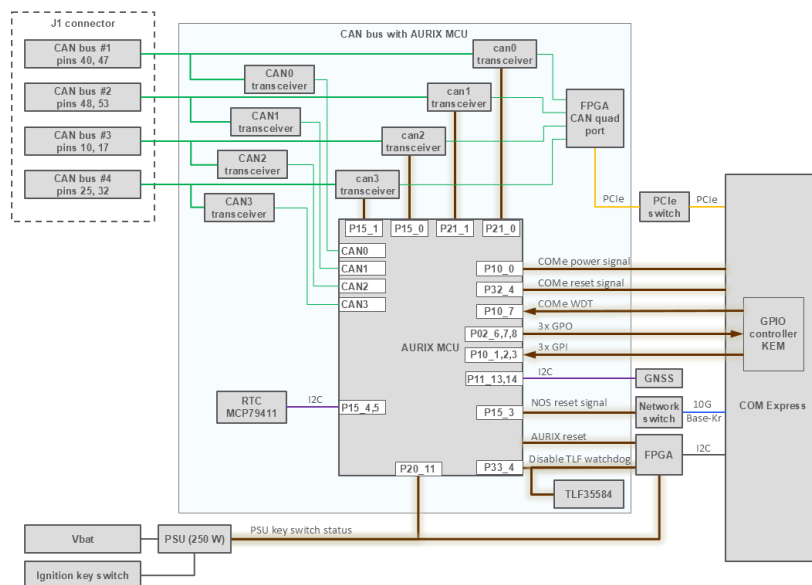 J1 connector
CAN bus with AURIX MCU
CAN bus #1
pins 40, 47
can0
transceiver
CAN0
transceiver
CAN bus #2
pins 48, 53
can1
transceiver
FPGA
CAN quad
port
CAN1
transceiver
CAN bus #3
pins 10, 17
can2
transceiver
CAN2
transceiver
CAN bus #4
pins 25, 32
can3
transceiver
CAN3
transceiver
PCIe
PCIe
switch
PCIe
P15_1
P15_0
P21_1
P21_0
CAN0
CAN1
CAN2
CAN3
P10_0
COMe power signal
P32_4
COMe reset signal
P10_7
COMe WDT
P02_6,7,8
3x GPO
P10_1,2,3
3x GPI
GPIO
controller
KEM
AURIX MCU
P11_13,14
I2C
GNSS
RTC
MCP79411
I2C
P15_4,5
P15_3
NOS reset signal
Network
switch
10G
Base-Kr
COM Express
AURIX reset
FPGA
I2C
P20_11
P33_4
Disable TLF watchdog
TLF35584
Vbat
PSU (250 W)
PSU key switch status
Ignition key switch